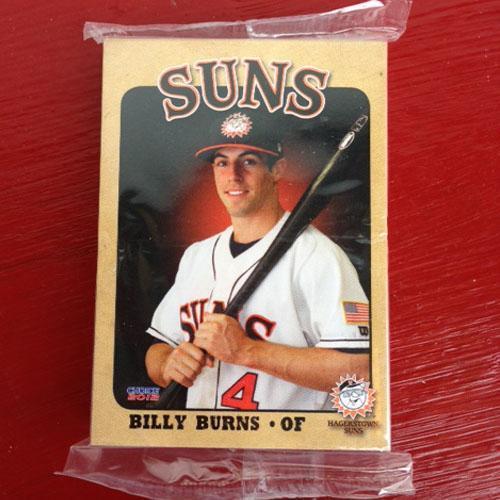 SUNS
SUNS
4
CHOICE
2012
BILLY BURNS • OF
HAGERSTOWN
SUNS